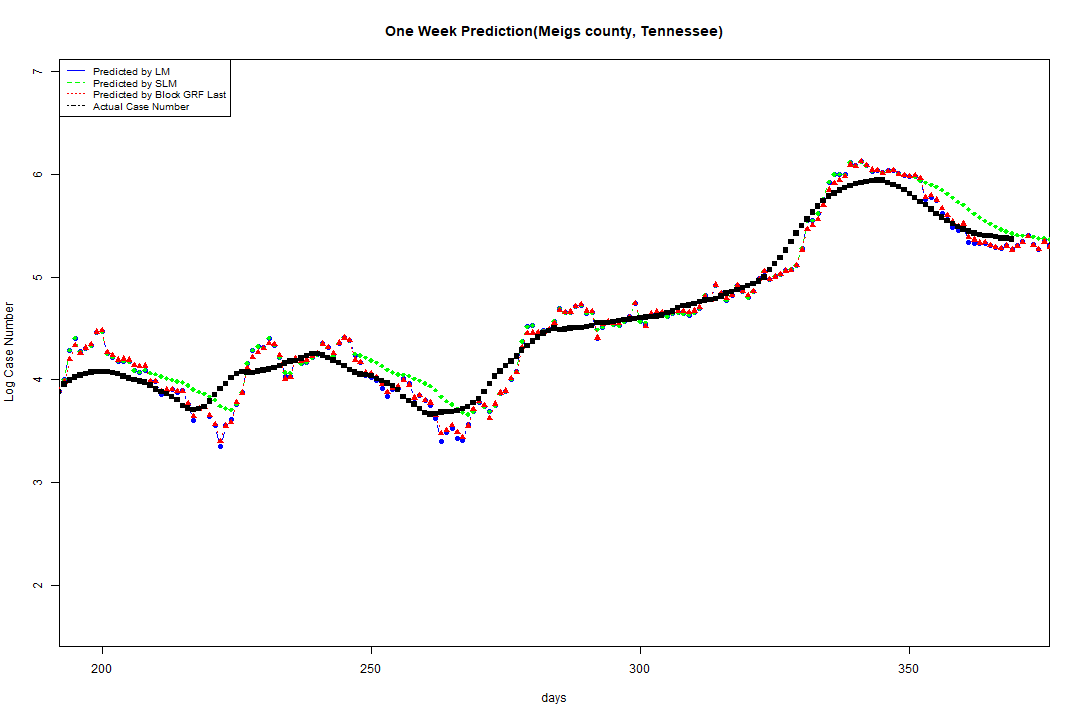 One Week Prediction(Meigs county, Tennessee)
Predicted by LM
Predicted by SLM
Predicted by Block GRF Last
Actual Case Number
7
6
5
4
3
2
Log Case Number
200 250 300 350
days